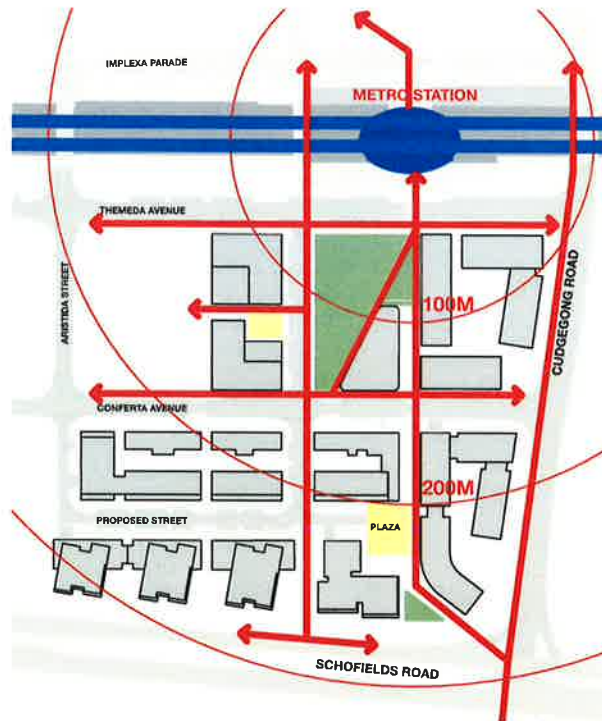 IMPLEXA PARADE
METRO STATION
THEMEDA AVENUE
ARISTIDA STREET
100M
CUDGEGONG ROAD
CONFERTA AVENUE
200M
PROPOSED STREET
PLAZA
SCHOFIELDS ROAD